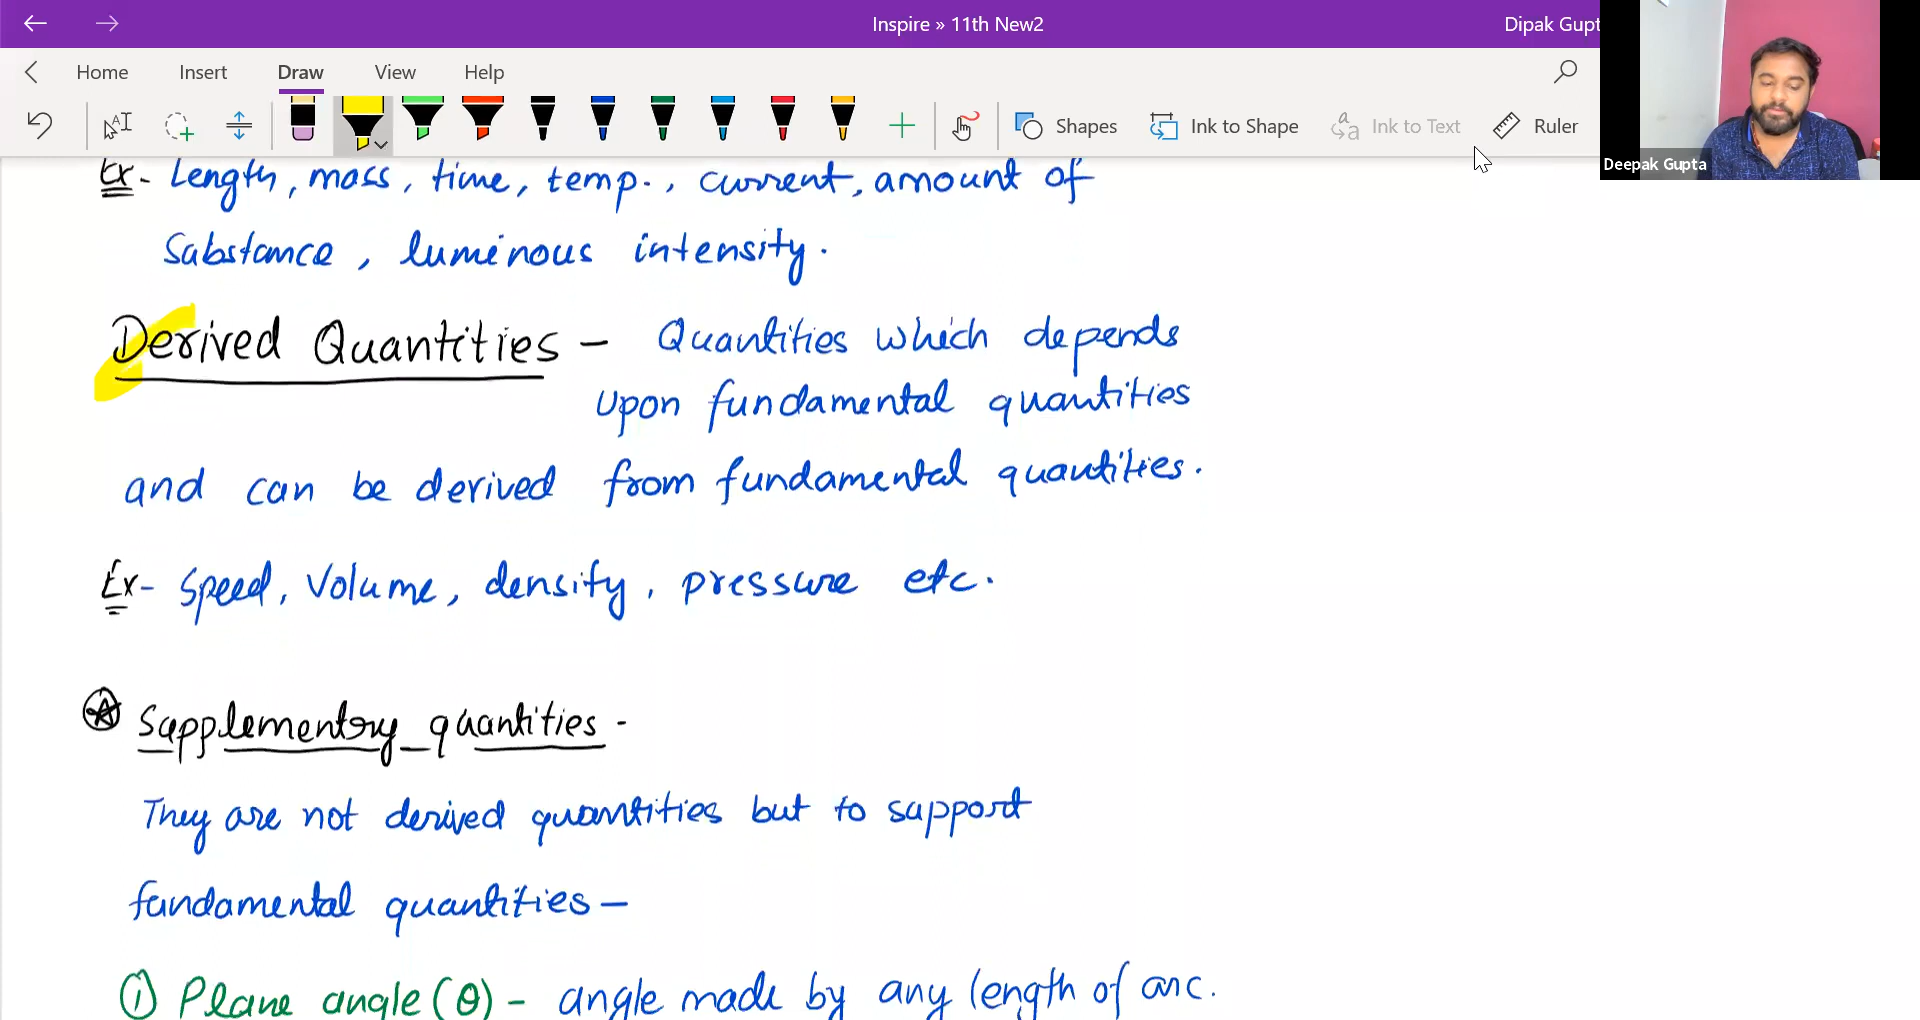 Inspire » 11th New2
Dipak Gupt
Home Insert Draw View Help
Shapes Ink to Shape Ink to Text Ruler
Deepak Gupta
Ex- Length, mass, time, temp., current, amount of
Substance, luminous intensity.
Derived Quantities – Quantities which depends
upon fundamental quantities
and can be derived from fundamental quantities.
Ex- Speed, Volume, density, pressure etc.
Supplementry quantities -
They are not derived quantities but to support
fundamental quantities –
① Plane angle (θ) – angle made by any length of arc.